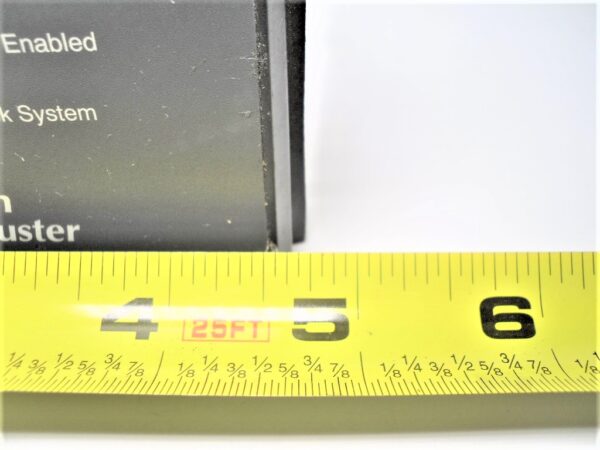 Enabled
k System
n
uster
4 25FT 5 6
1/4 3/8 1/2 5/8 3/4 7/8 1/8 1/4 3/8 1/2 5/8 3/4 7/8 1/8 1/4 3/8 1/2 5/8 3/4 7/8 1/8